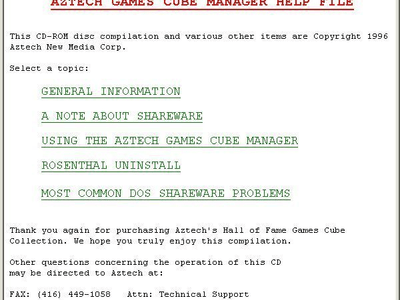 AZTECH GAMES CUBE MANAGER HELP FILE
This CD-ROM disc compilation and various other items are Copyright 1996
Aztech New Media Corp.
Select a topic:
GENERAL INFORMATION
A NOTE ABOUT SHAREWARE
USING THE AZTECH GAMES CUBE MANAGER
ROSENTHAL UNINSTALL
MOST COMMON DOS SHAREWARE PROBLEMS
Thank you again for purchasing Aztech's Hall of Fame Games Cube
Collection. We hope you truly enjoy this compilation.
Other questions concerning the operation of this CD
may be directed to Aztech at:
FAX: (416) 449-1058   Attn: Technical Support